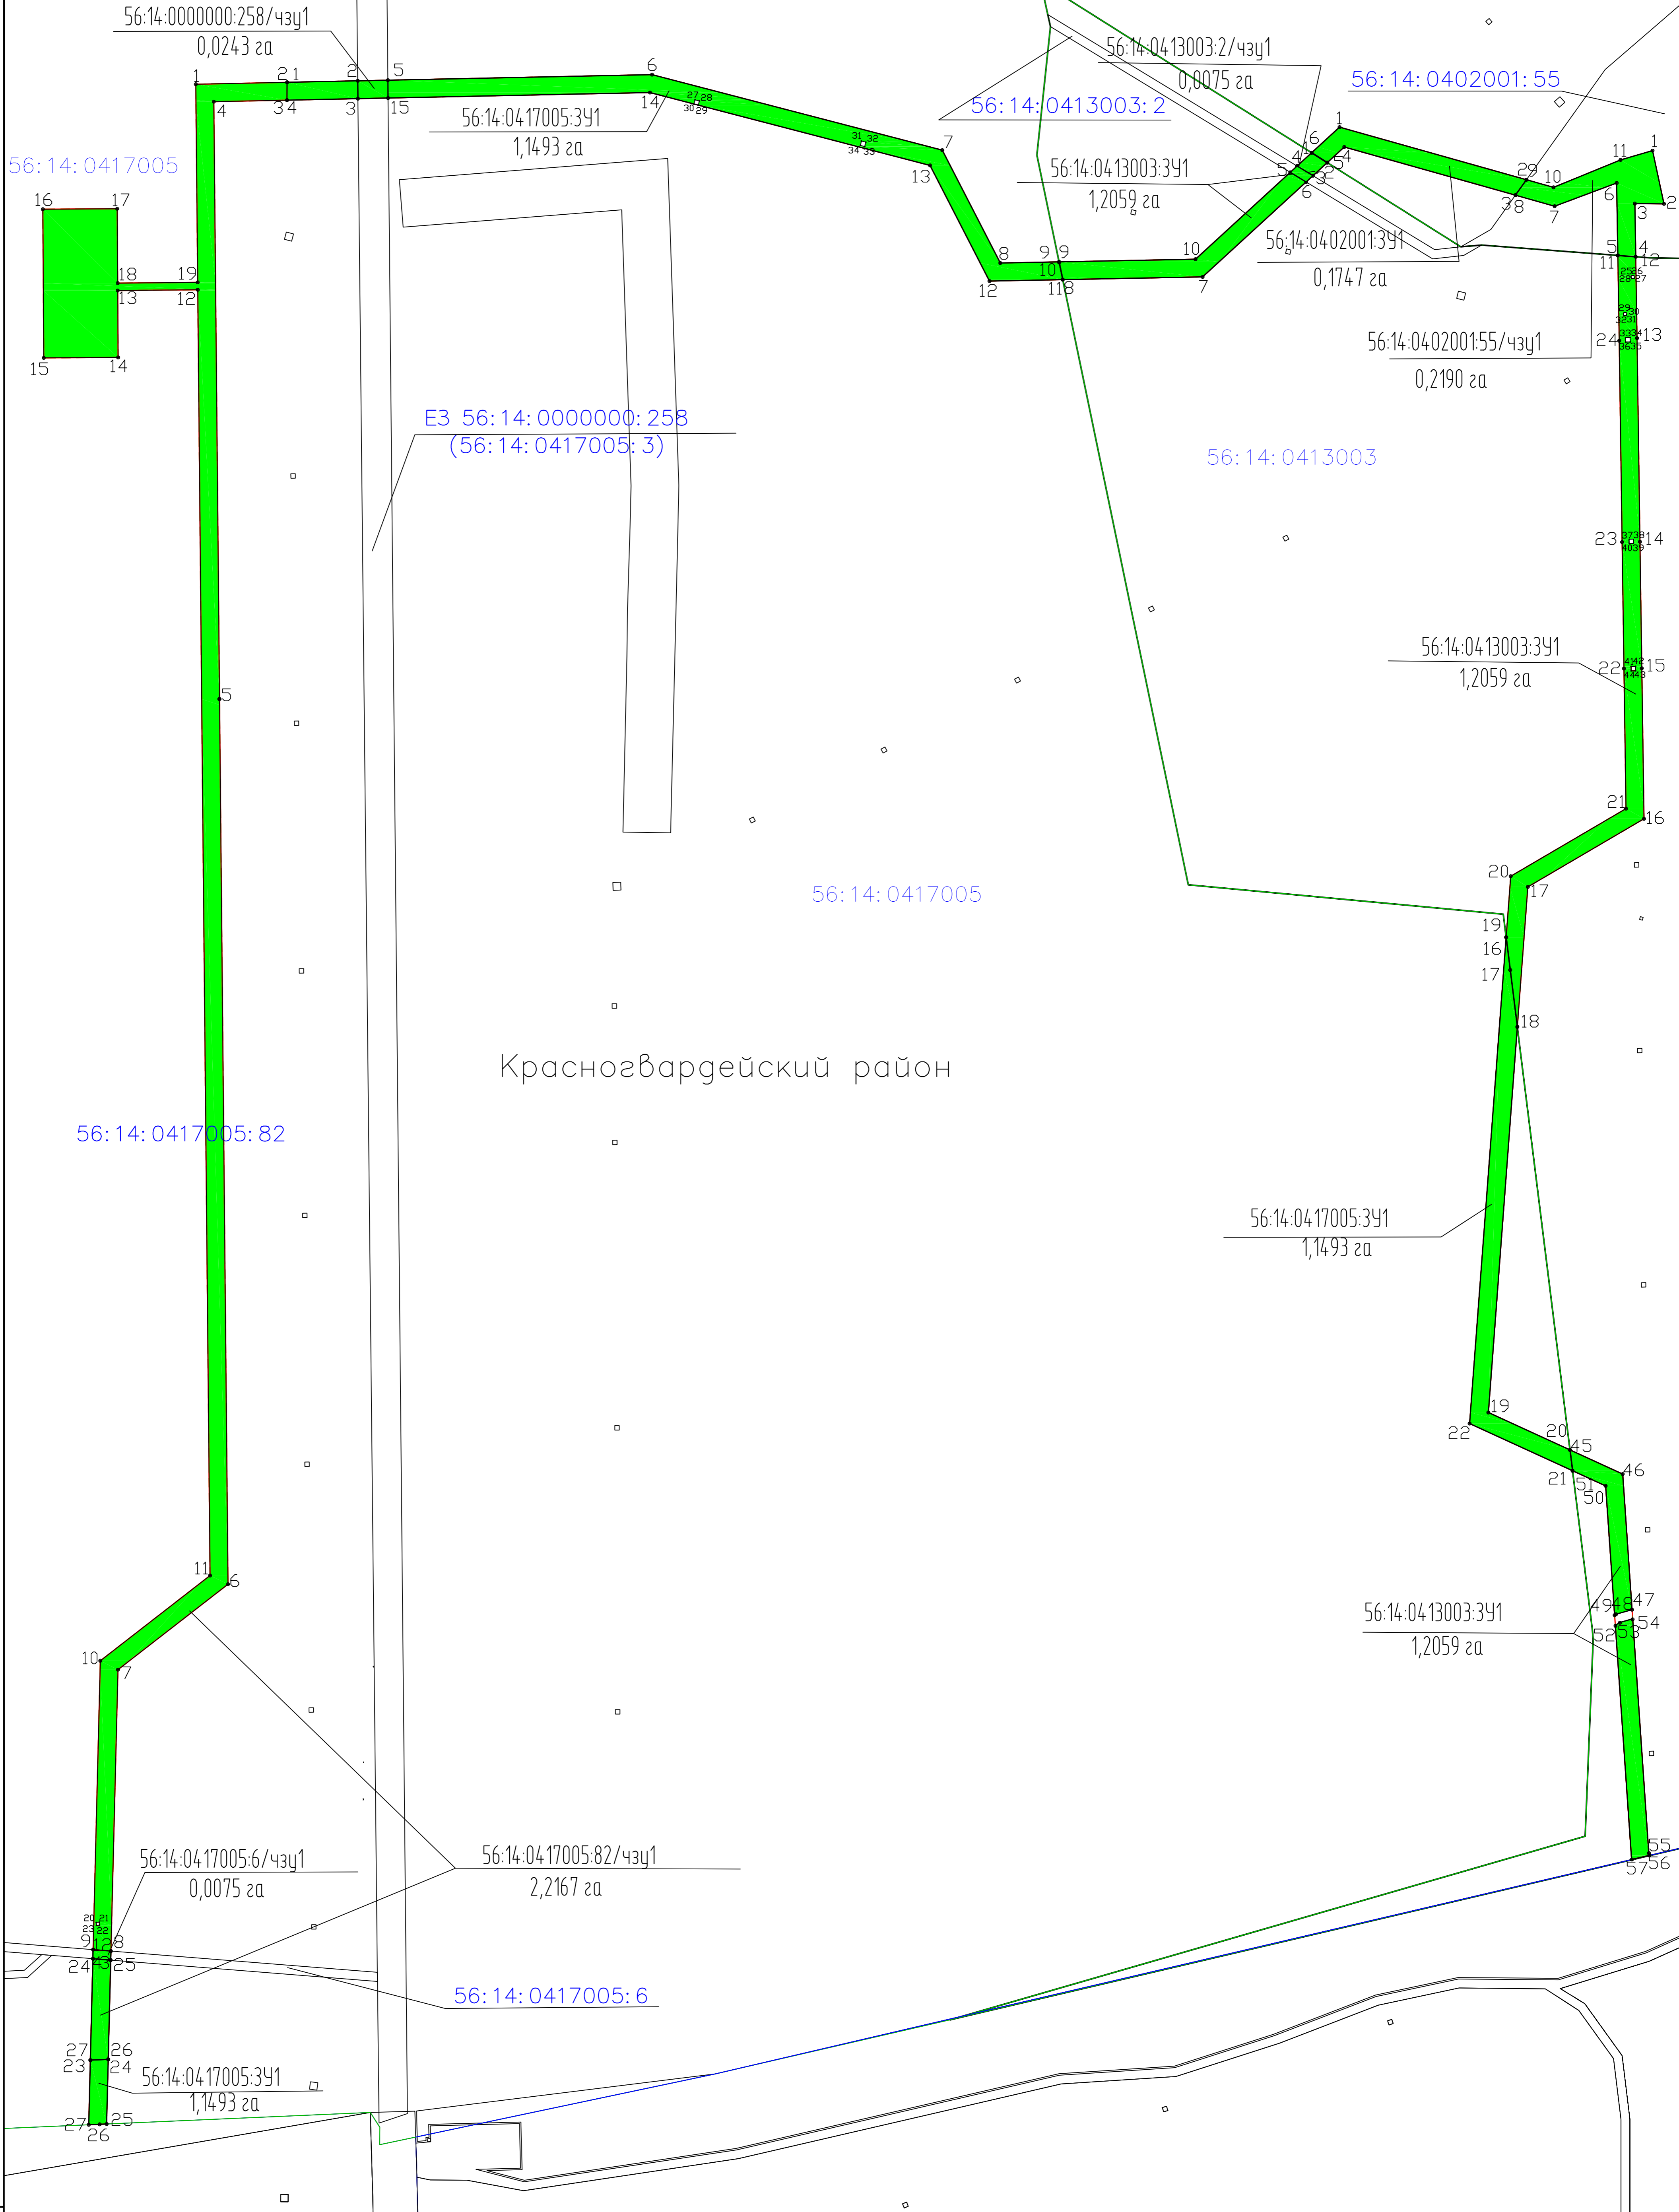 56:14:0000000:258/чзу1
0,0243 га
56:14:0413003:2/чзу1
0,0075 га
56:14:0402001:55
56:14:0413003:2
56:14:0417005:ЗУ1
1,1493 га
56:14:0417005
56:14:0413003:ЗУ1
1,2059 га
56:14:0402001:ЗУ1
0,1747 га
56:14:0402001:55/чзу1
0,2190 га
ЕЗ 56:14:0000000:258
(56:14:0417005:3)
56:14:0413003
56:14:0413003:ЗУ1
1,2059 га
56:14:0417005
Красногвардейский район
56:14:0417005:82
56:14:0417005:ЗУ1
1,1493 га
56:14:0413003:ЗУ1
1,2059 га
56:14:0417005:6/чзу1
0,0075 га
56:14:0417005:82/чзу1
2,2167 га
56:14:0417005:6
56:14:0417005:ЗУ1
1,1493 га